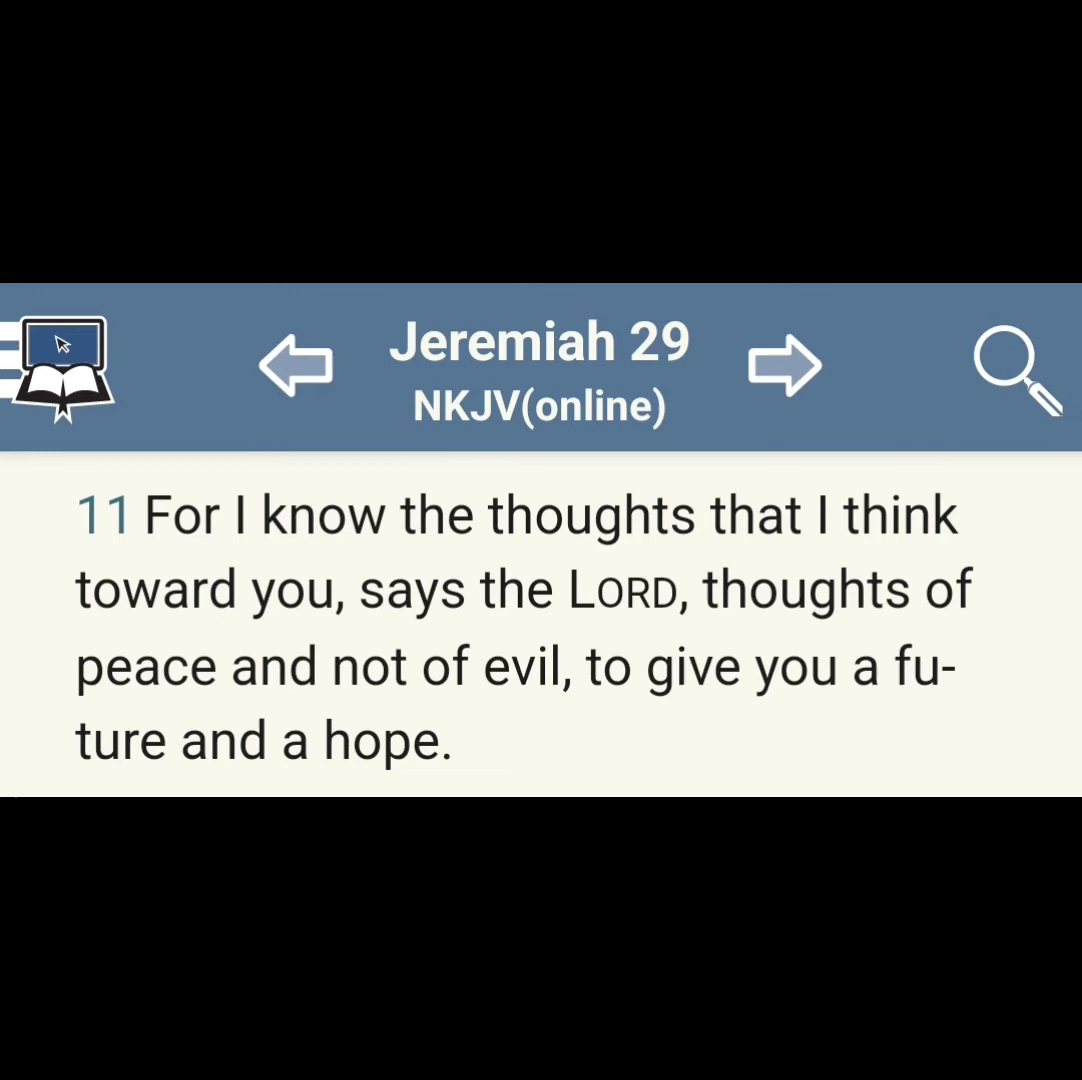 Jeremiah 29
NKJV(online)
11 For I know the thoughts that I think
toward you, says the LORD, thoughts of
peace and not of evil, to give you a fu-
ture and a hope.